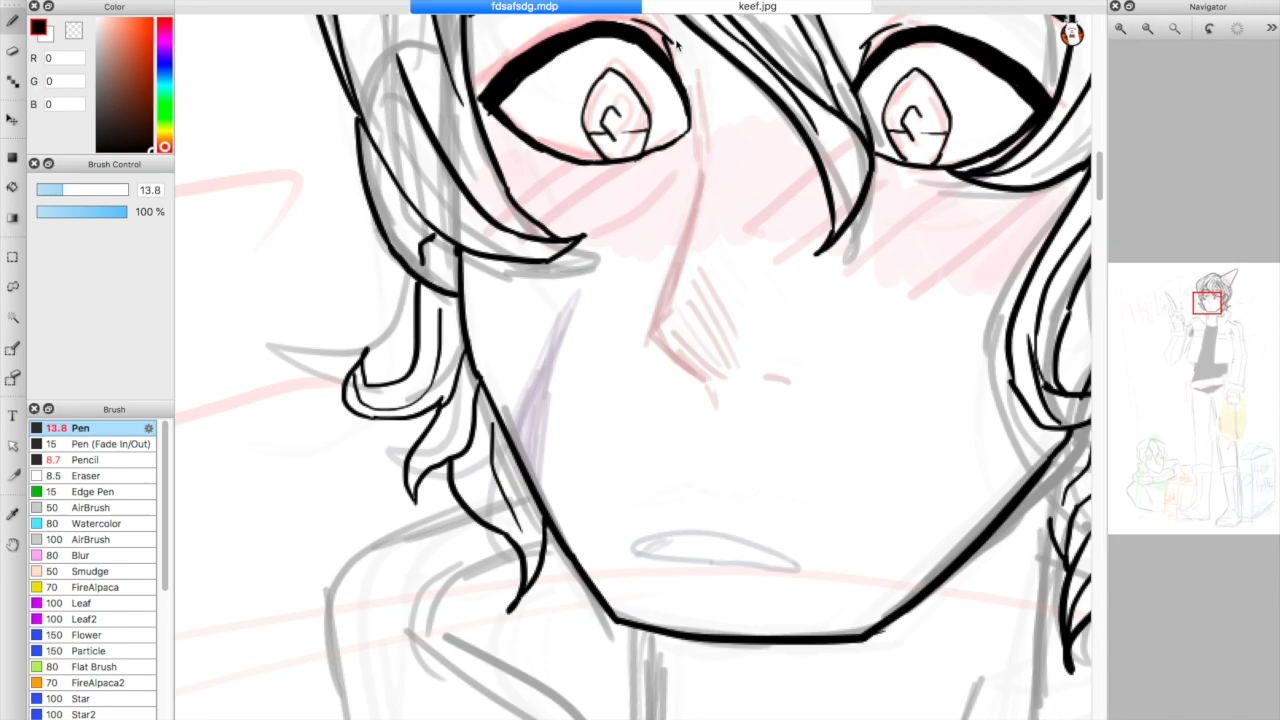 Color
fdsafsdg.mdp
keef.jpg
Navigator
R 0
G 0
B 0
Brush Control
13.8
100 %
Brush
13.8 Pen
15 Pen (Fade In/Out)
8.7 Pencil
8.5 Eraser
15 Edge Pen
50 AirBrush
80 Watercolor
100 AirBrush
80 Blur
50 Smudge
70 FireAlpaca
100 Leaf
100 Leaf2
150 Flower
150 Particle
80 Flat Brush
70 FireAlpaca2
100 Star
100 Star2
T